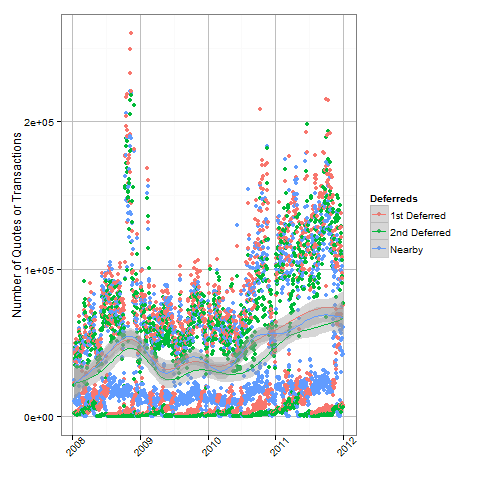 Number of Quotes or Transactions
2e+05
1e+05
0e+00
2008
2009
2010
2011
2012
Deferreds
1st Deferred
2nd Deferred
Nearby